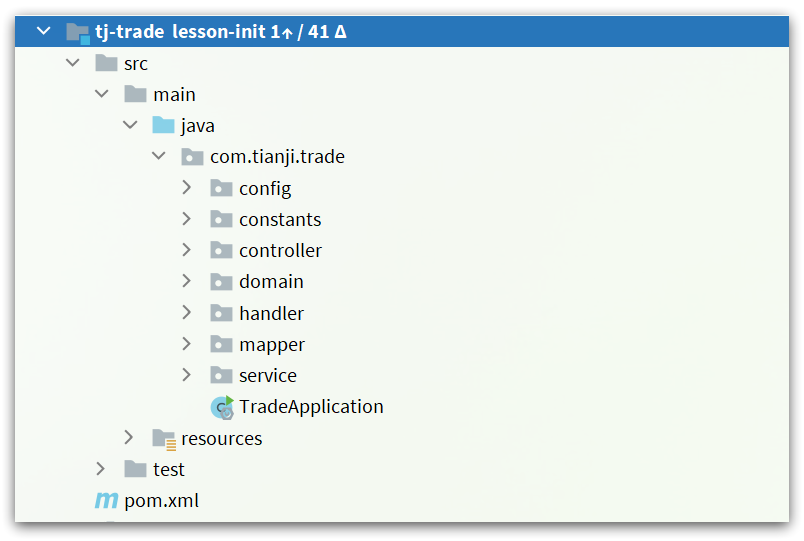 tj-trade lesson-init 1↑ / 41 Δ
src
main
java
com.tianji.trade
config
constants
controller
domain
handler
mapper
service
TradeApplication
resources
test
pom.xml